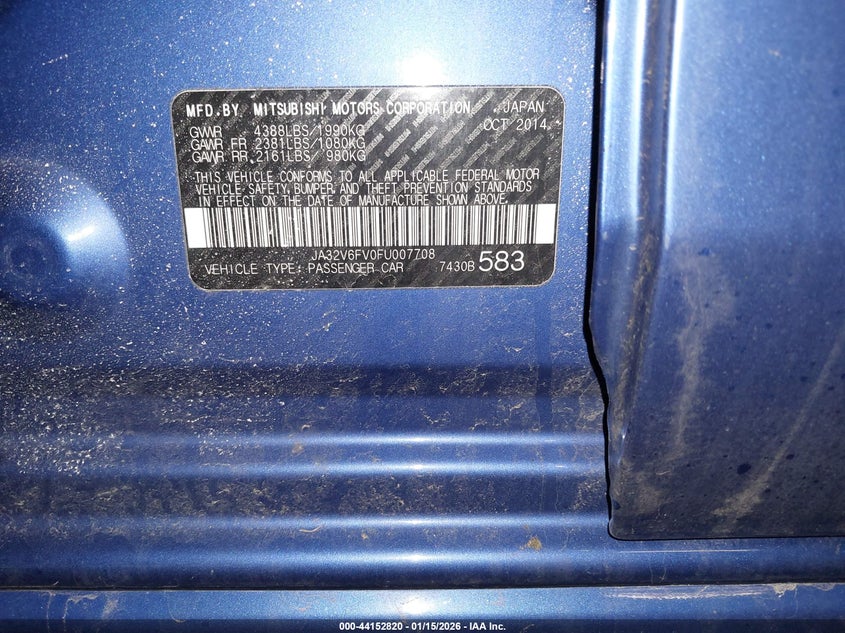 MFD.BY MITSUBISHI MOTORS CORPORATION JAPAN
GVWR 4388LBS/1990KG OCT 2014
GAWR FR 2381LBS/1080KG
GAWR RR 2161LBS/ 980KG
THIS VEHICLE CONFORMS TO ALL APPLICABLE FEDERAL MOTOR
VEHICLE SAFETY, BUMPER, AND THEFT PREVENTION STANDARDS
IN EFFECT ON THE DATE OF MANUFACTURE SHOWN ABOVE.
JA32V6FV0FU007708
VEHICLE TYPE: PASSENGER CAR 7430B 583
000-44152820 - 01/15/2026 - IAA Inc.